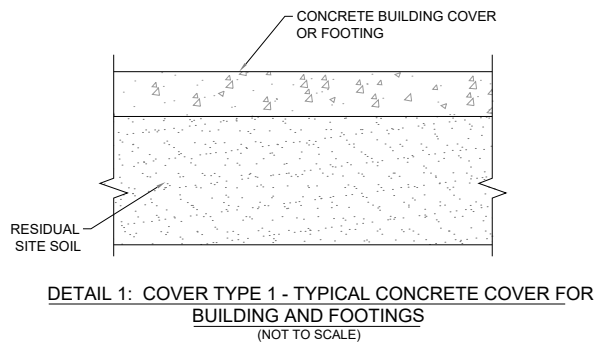 CONCRETE BUILDING COVER
OR FOOTING
RESIDUAL
SITE SOIL
DETAIL 1: COVER TYPE 1 - TYPICAL CONCRETE COVER FOR
BUILDING AND FOOTINGS
(NOT TO SCALE)